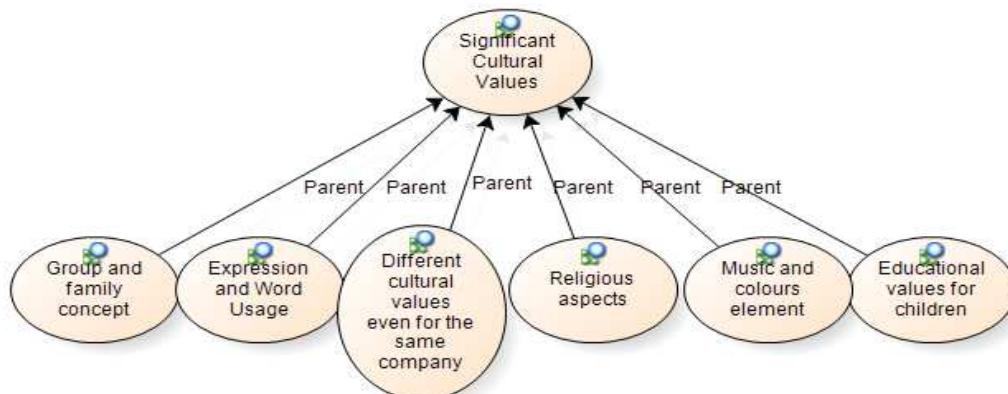 Significant
Cultural
Values
Parent
Parent
Parent
Parent
Parent
Parent
Group and
family
concept
Expression
and Word
Usage
Different
cultural
values
even for the
same
company
Religious
aspects
Music and
colours
element
Educational
values for
children